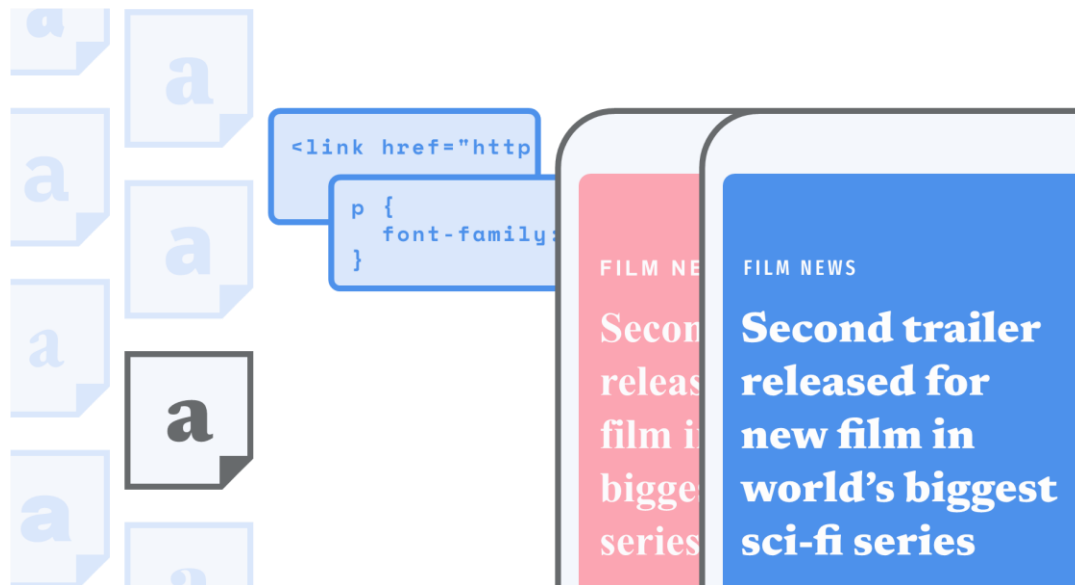 a
a
a
a
a
a
a
a
<link href="http
p {
font-family:
}
FILM NE
Secon
releas
film i
bigge
series
FILM NEWS
Second trailer
released for
new film in
world’s biggest
sci-fi series